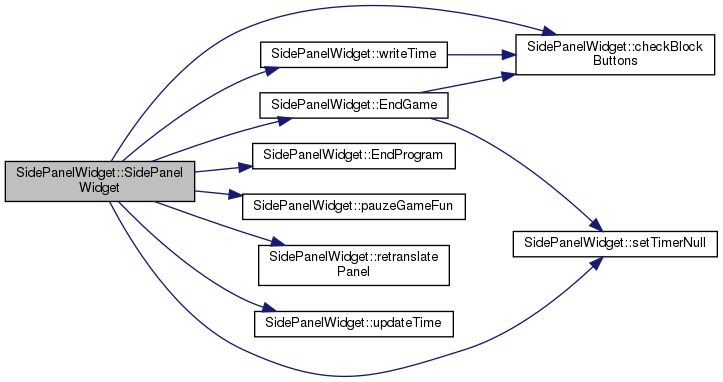 SidePanelWidget::SidePanel
Widget
SidePanelWidget::writeTime
SidePanelWidget::checkBlock
Buttons
SidePanelWidget::EndGame
SidePanelWidget::EndProgram
SidePanelWidget::pauzeGameFun
SidePanelWidget::retranslate
Panel
SidePanelWidget::updateTime
SidePanelWidget::setTimerNull